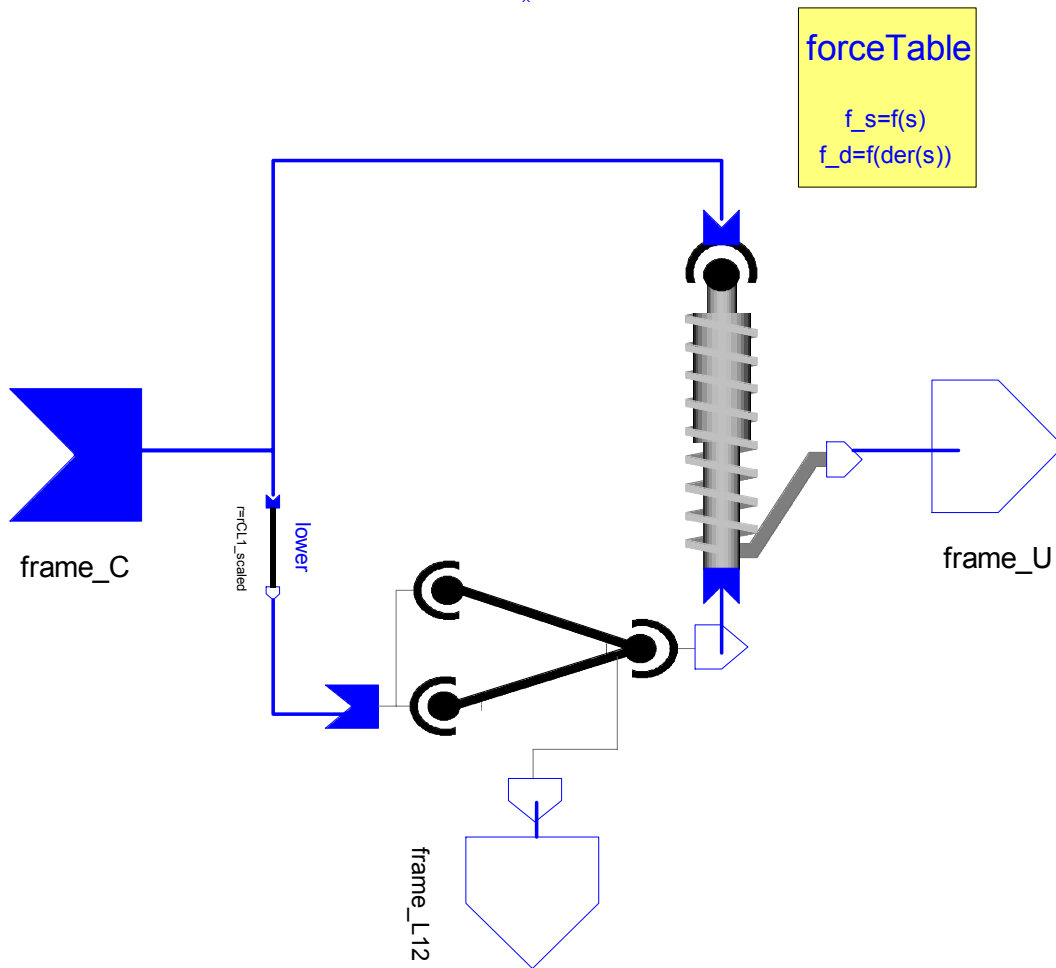 x
forceTable
f_s=f(s)
f_d=f(der(s))
frame_C
r=rCL1_scaled
lower
frame_U
frame_L12